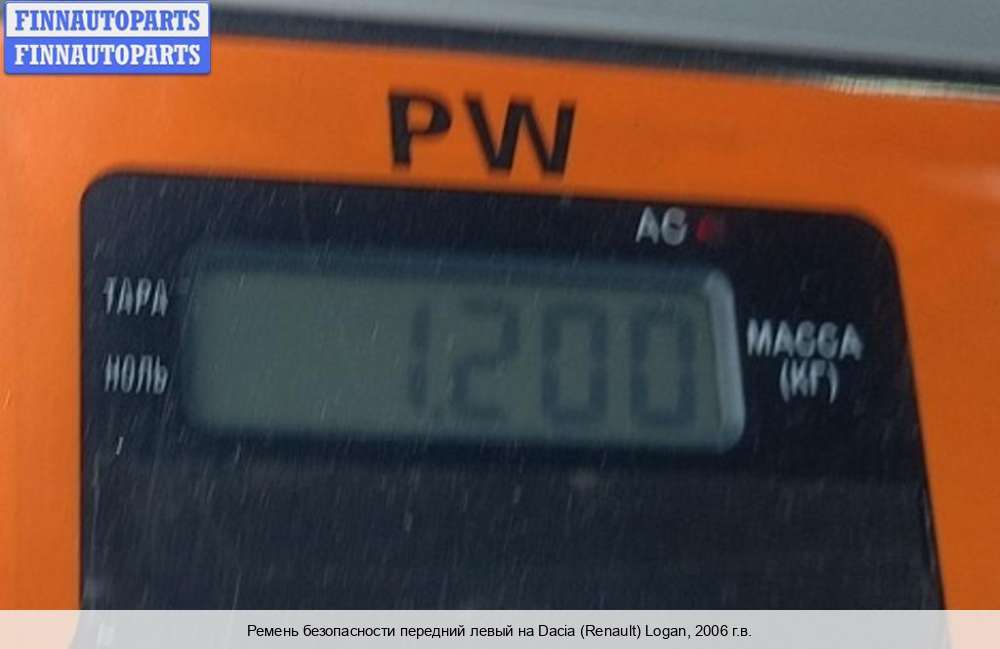 FINNAUTOPARTS
FINNAUTOPARTS
PW
AC
ТАРА
1.200
МАССА
(КГ)
НОЛЬ
Ремень безопасности передний левый на Dacia (Renault) Logan, 2006 г.в.